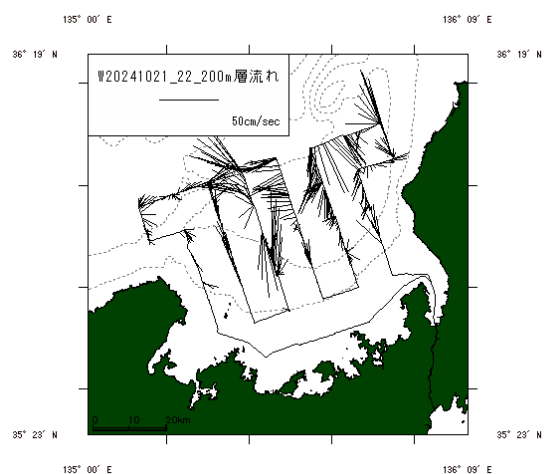 135° 00′ E
136° 09′ E
36° 19′ N
36° 19′ N
W20241021_22_200m層流れ
50cm/sec
0 10 20km
35° 23′ N
35° 23′ N
135° 00′ E
136° 09′ E